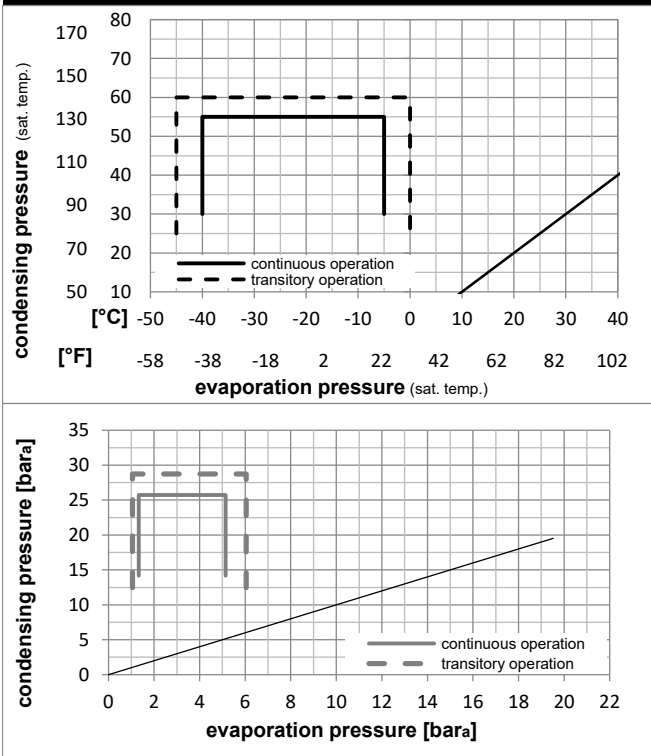 condensing pressure (sat. temp.)
170 80
70
150 60
130 50
110 40
90 30
70 20
50 10
continuous operation
transitory operation
[°C] -50 -40 -30 -20 -10 0 10 20 30 40
[°F] -58 -38 -18 2 22 42 62 82 102
evaporation pressure (sat. temp.)
condensing pressure [bara]
35
30
25
20
15
10
5
0
continuous operation
transitory operation
0 2 4 6 8 10 12 14 16 18 20 22
evaporation pressure [bara]